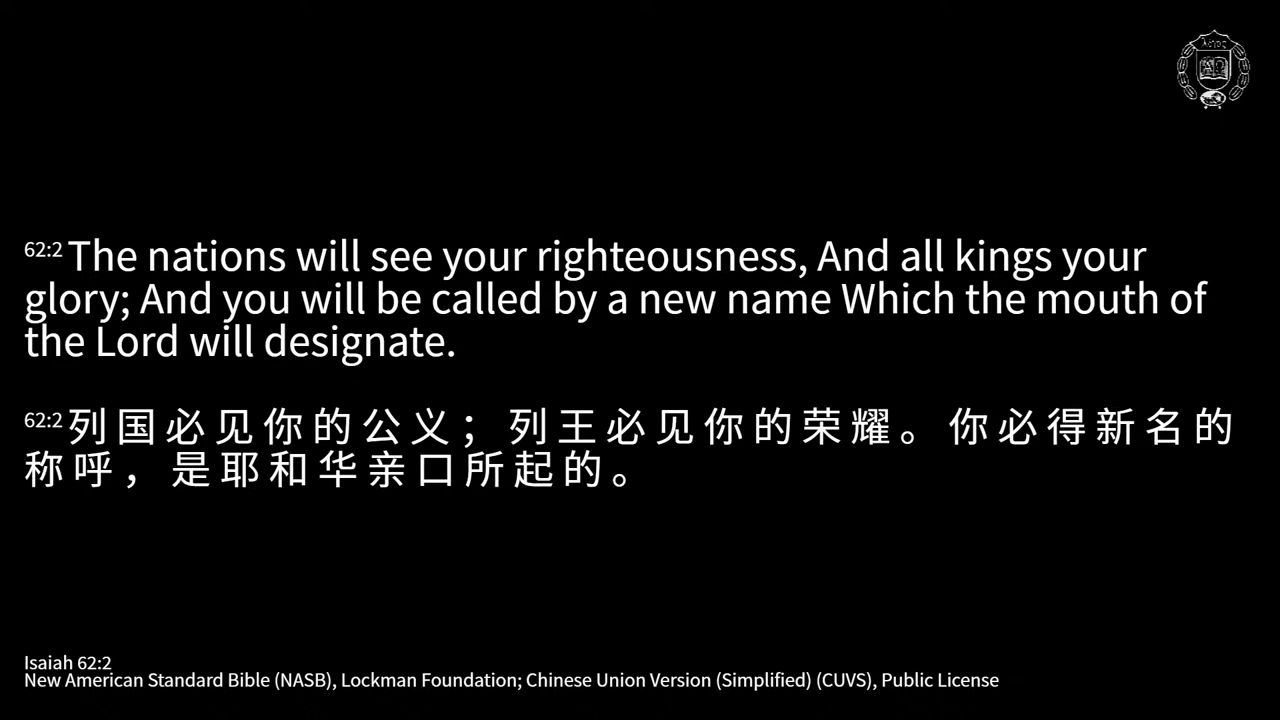 λόγος
62:2 The nations will see your righteousness, And all kings your
glory; And you will be called by a new name Which the mouth of
the Lord will designate.
62:2 列国必见你的公义；列王必见你的荣耀。你必得新名的
称呼，是耶和华亲口所起的。
Isaiah 62:2
New American Standard Bible (NASB), Lockman Foundation; Chinese Union Version (Simplified) (CUVS), Public License